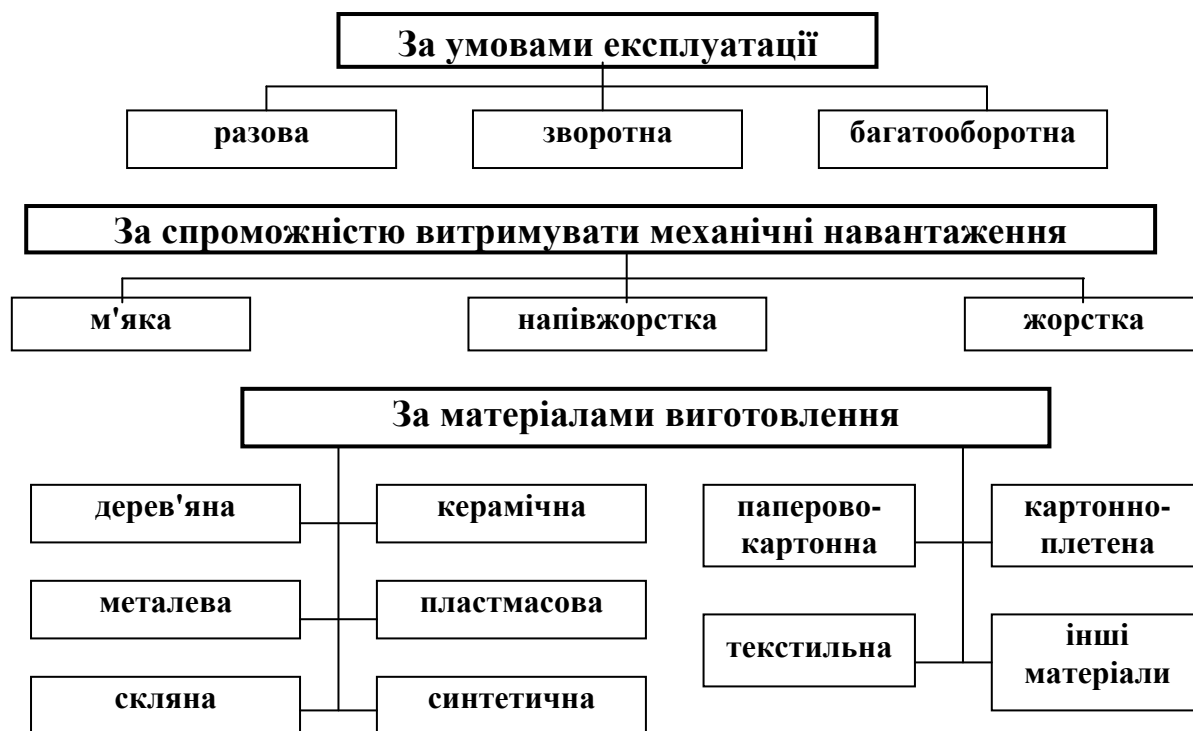 За умовами експлуатації
разова
зворотна
багатооборотна
За спроможністю витримувати механічні навантаження
м'яка
напівжорстка
жорстка
За матеріалами виготовлення
дерев'яна
керамічна
металева
пластмасова
скляна
синтетична
паперово-
картонна
картонно-
плетена
текстильна
інші
матеріали